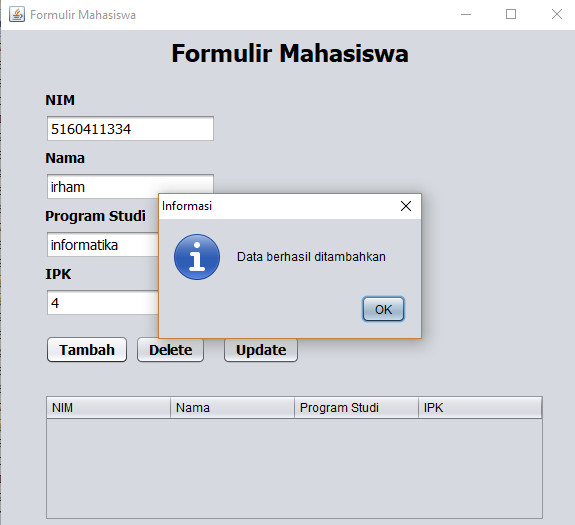 Formulir Mahasiswa
Formulir Mahasiswa
NIM
5160411334
Nama
irham
Program Studi
informatika
IPK
4
Informasi
Data berhasil ditambahkan
OK
Tambah Delete Update
NIM Nama Program Studi IPK